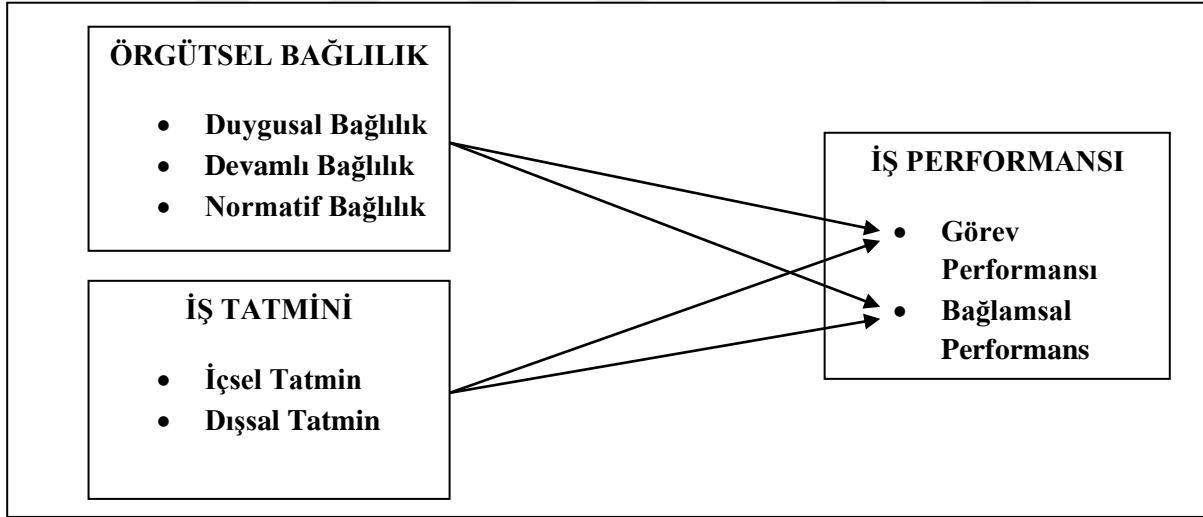 ÖRGÜTSEL BAĞLILIK
• Duygusal Bağlılık
• Devamlı Bağlılık
• Normatif Bağlılık
İŞ TATMİNİ
• İçsel Tatmin
• Dışsal Tatmin
İŞ PERFORMANSI
• Görev
Performansı
• Bağlamsal
Performans